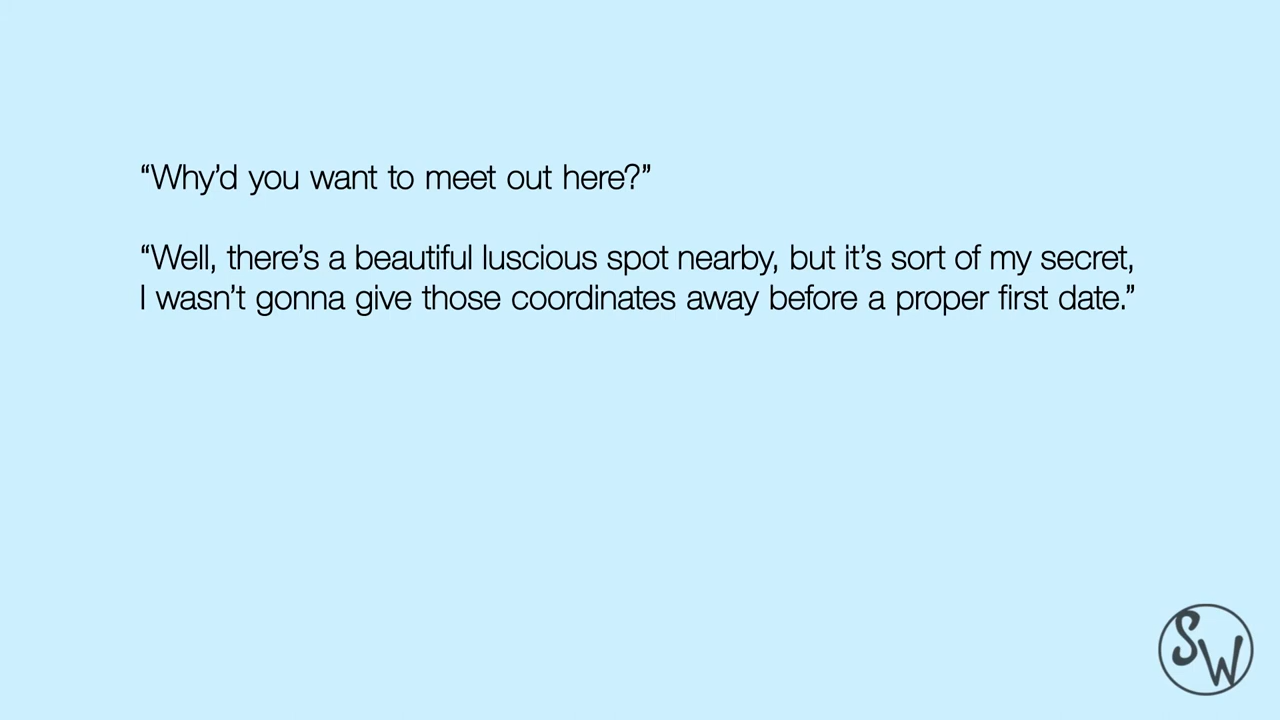 “Why’d you want to meet out here?”
“Well, there’s a beautiful luscious spot nearby, but it’s sort of my secret,
I wasn’t gonna give those coordinates away before a proper first date.”
SW